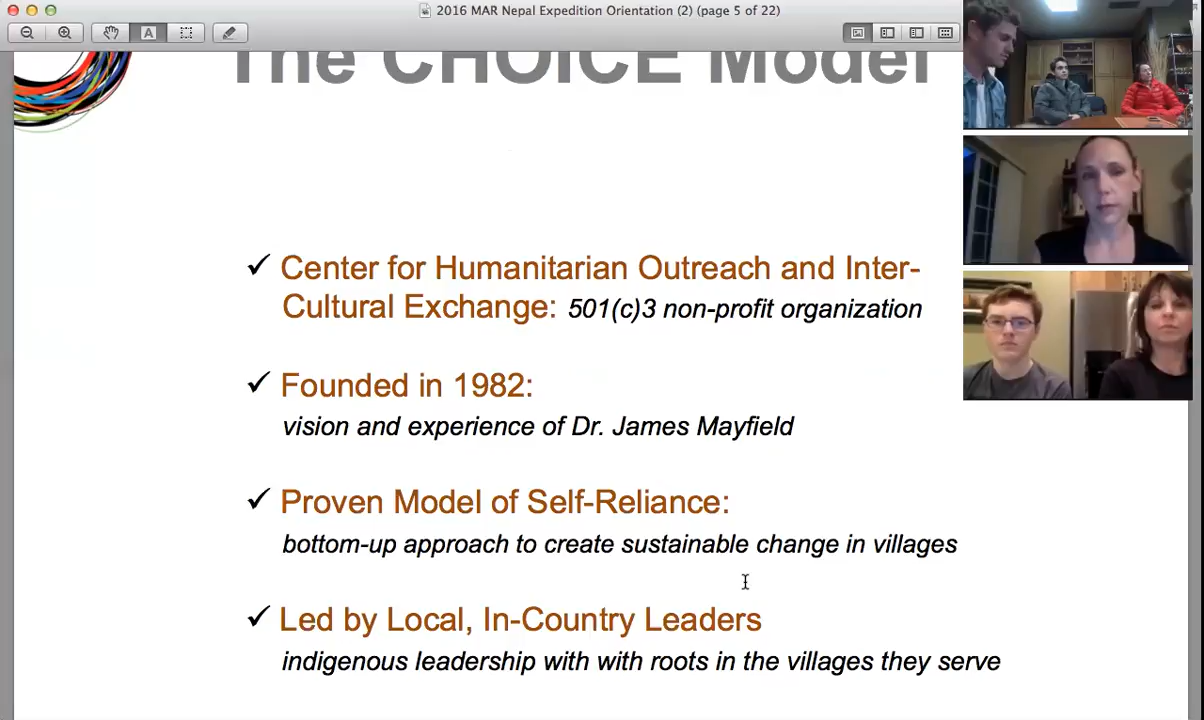 2016 MAR Nepal Expedition Orientation (2) (page 5 of 22)
The CHOICE Model
✓ Center for Humanitarian Outreach and Inter-
Cultural Exchange: 501(c)3 non-profit organization
✓ Founded in 1982:
vision and experience of Dr. James Mayfield
✓ Proven Model of Self-Reliance:
bottom-up approach to create sustainable change in villages
✓ Led by Local, In-Country Leaders
indigenous leadership with with roots in the villages they serve